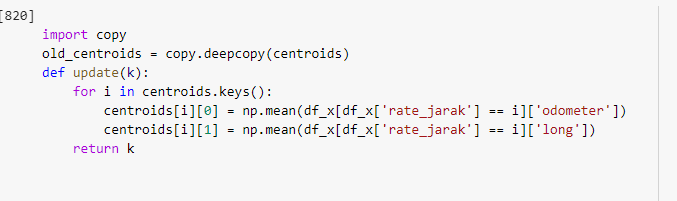 [820]
import copy
old_centroids = copy.deepcopy(centroids)
def update(k):
    for i in centroids.keys():
        centroids[i][0] = np.mean(df_x[df_x['rate_jarak'] == i]['odometer'])
        centroids[i][1] = np.mean(df_x[df_x['rate_jarak'] == i]['long'])
    return k